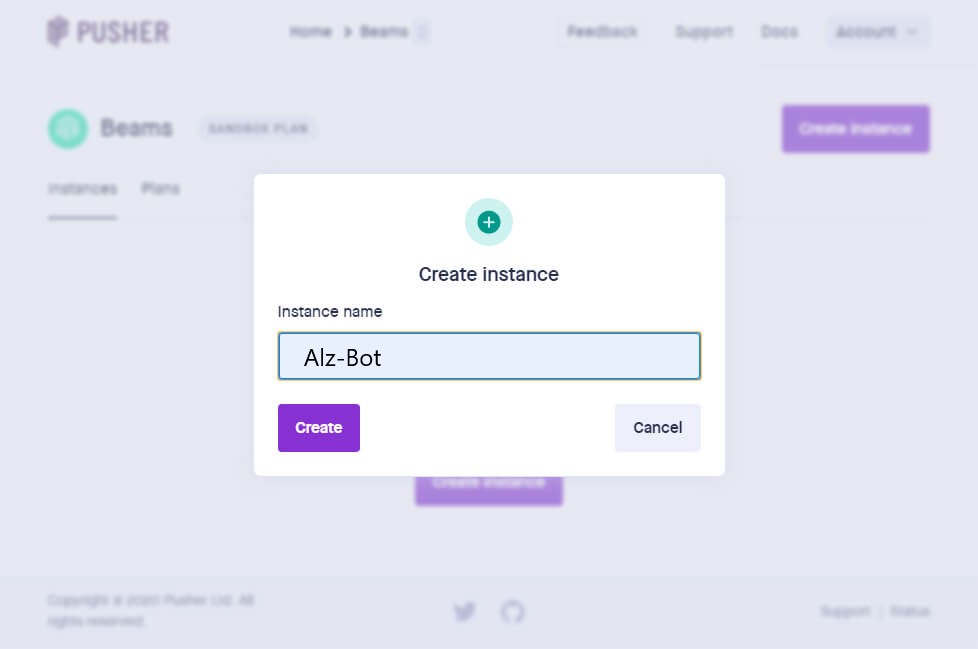 PUSHER
Home > Beams
Feedback
Support
Docs
Account
Beams
SANDBOX PLAN
Create instance
Instances
Plans
Create instance
Instance name
Alz-Bot
Create
Cancel
Create instance
Copyright © 2020 Pusher Ltd. All
rights reserved.
Support | Status